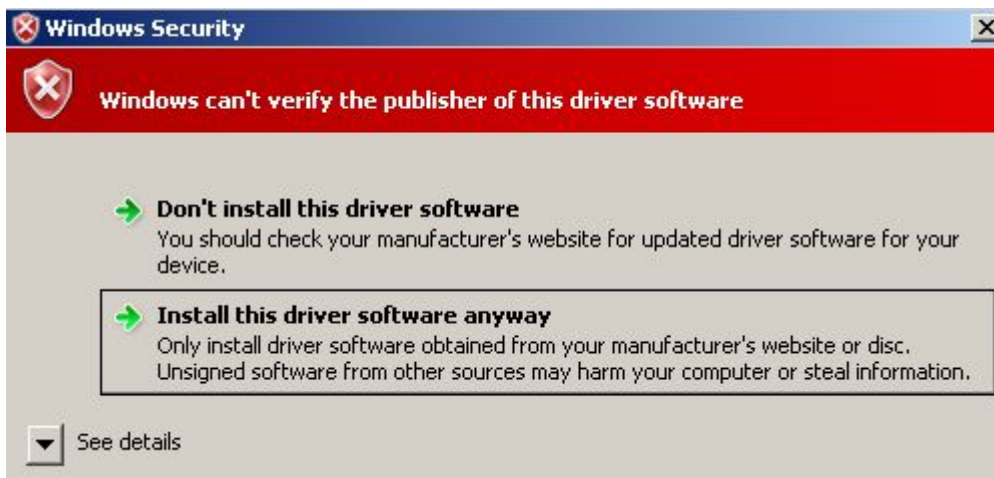 Windows Security
Windows can't verify the publisher of this driver software
Don't install this driver software
You should check your manufacturer's website for updated driver software for your
device.
Install this driver software anyway
Only install driver software obtained from your manufacturer's website or disc.
Unsigned software from other sources may harm your computer or steal information.
See details